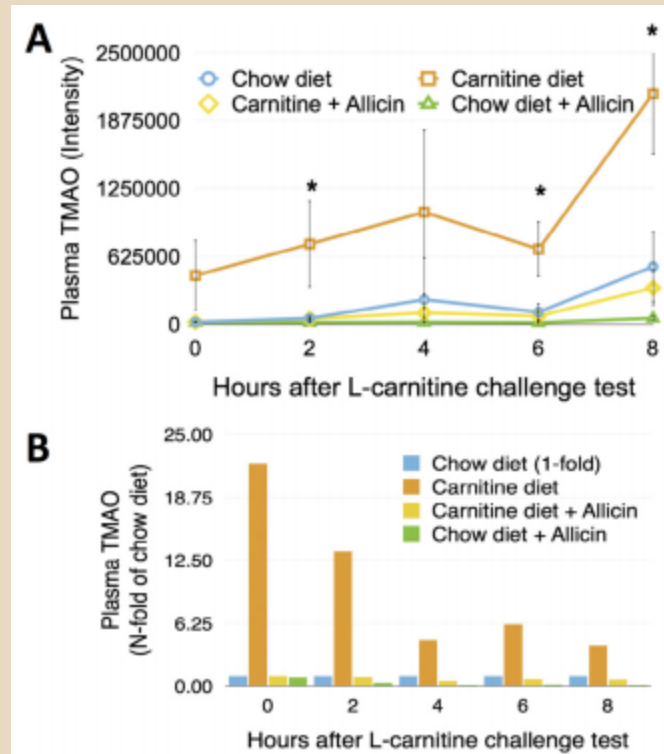 A
*
2500000
Chow diet
Carnitine diet
Carnitine + Allicin
Chow diet + Allicin
1875000
1250000
*
*
625000
0
Plasma TMAO (Intensity)
0 2 4 6 8
Hours after L-carnitine challenge test
B
25.00
Chow diet (1-fold)
Carnitine diet
Carnitine diet + Allicin
Chow diet + Allicin
18.75
12.50
6.25
0.00
Plasma TMAO
(N-fold of chow diet)
0 2 4 6 8
Hours after L-carnitine challenge test